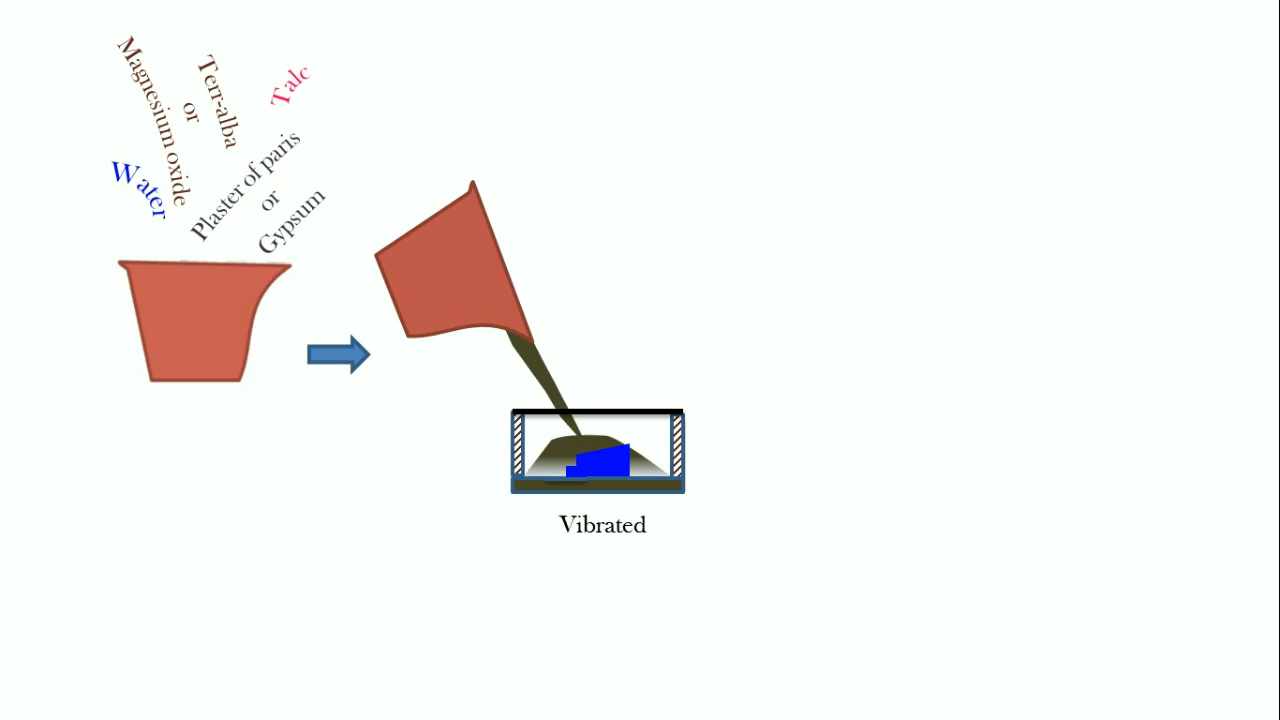 Water
Magnesium oxide
or
Terr-alba
Talc
Plaster of paris
or
Gypsum
Vibrated